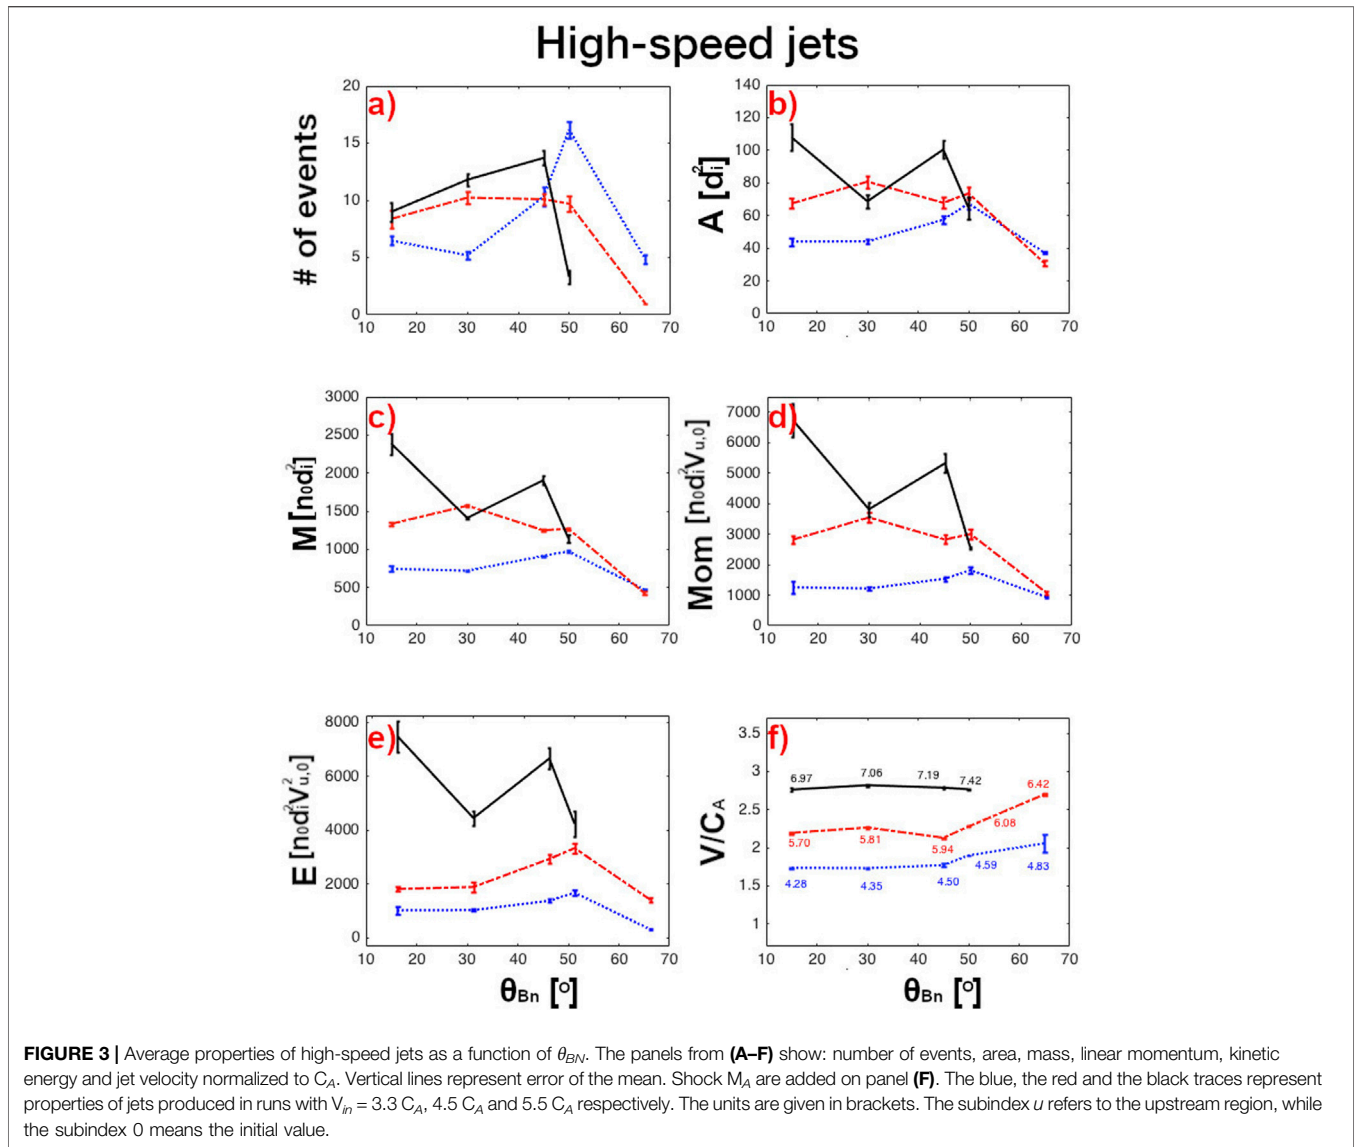 High-speed jets
a)
# of events
20
15
10
5
0
10 20 30 40 50 60 70
b)
A [dᵢ²]
140
120
100
80
60
40
20
0
10 20 30 40 50 60 70
c)
M [n₀dᵢ²]
3000
2500
2000
1500
1000
500
0
10 20 30 40 50 60 70
d)
Mom [n₀dᵢ²Vᵤ,₀]
7000
6000
5000
4000
3000
2000
1000
0
10 20 30 40 50 60 70
e)
E [n₀dᵢ²V²ᵤ,₀]
8000
6000
4000
2000
0
10 20 30 40 50 60 70
θBn [°]
f)
V/CA
3.5
3
2.5
2
1.5
1
6.97 7.06 7.19 7.42
5.70 5.81 5.94 6.08 6.42
4.28 4.35 4.50 4.59 4.83
10 20 30 40 50 60 70
θBn [°]
FIGURE 3 | Average properties of high-speed jets as a function of θBN. The panels from (A–F) show: number of events, area, mass, linear momentum, kinetic
energy and jet velocity normalized to CA. Vertical lines represent error of the mean. Shock MA are added on panel (F). The blue, the red and the black traces represent
properties of jets produced in runs with Vin = 3.3 CA, 4.5 CA and 5.5 CA respectively. The units are given in brackets. The subindex u refers to the upstream region, while
the subindex 0 means the initial value.